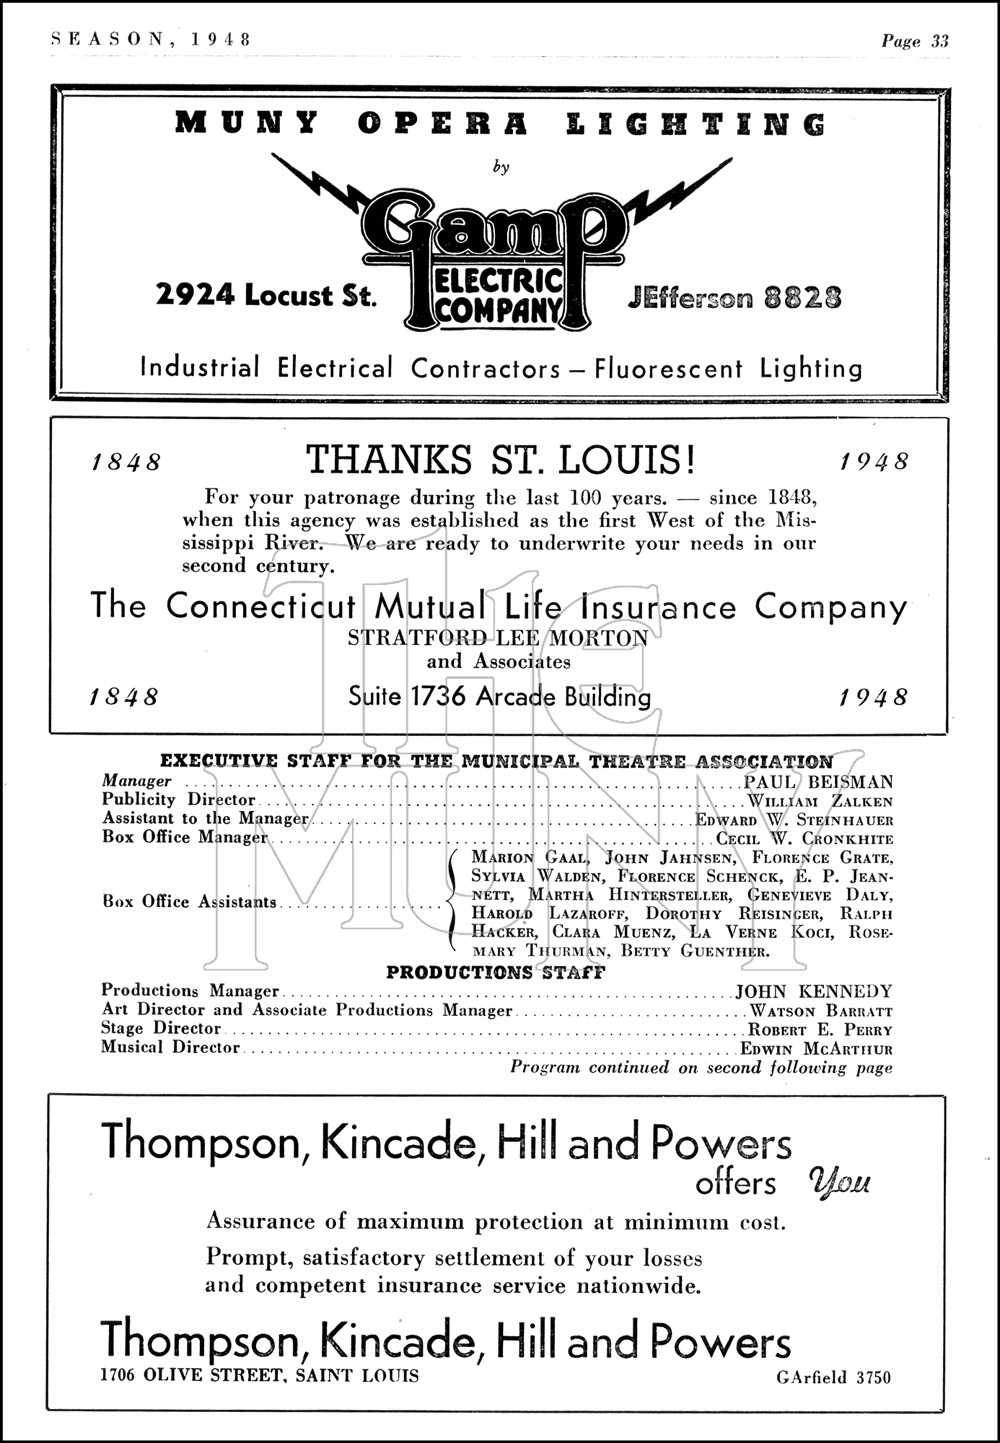 SEASON, 1948 Page 33
MUNY OPERA LIGHTING
by
Gamp
ELECTRIC
COMPANY
2924 Locust St. JEfferson 8828
Industrial Electrical Contractors – Fluorescent Lighting
1848 THANKS ST. LOUIS! 1948
For your patronage during the last 100 years. — since 1848,
when this agency was established as the first West of the Mis-
sissippi River. We are ready to underwrite your needs in our
second century.
The Connecticut Mutual Life Insurance Company
STRATFORD LEE MORTON
and Associates
1848 Suite 1736 Arcade Building 1948
THE
MUNY
EXECUTIVE STAFF FOR THE MUNICIPAL THEATRE ASSOCIATION
Manager PAUL BEISMAN
Publicity Director WILLIAM ZALKEN
Assistant to the Manager EDWARD W. STEINHAUER
Box Office Manager CECIL W. CRONKHITE
Box Office Assistants
MARION GAAL, JOHN JAHNSEN, FLORENCE GRATE,
SYLVIA WALDEN, FLORENCE SCHENCK, E. P. JEAN-
NETT, MARTHA HINTERSTELLER, GENEVIEVE DALY,
HAROLD LAZAROFF, DOROTHY REISINGER, RALPH
HACKER, CLARA MUENZ, LA VERNE KOCI, ROSE-
MARY THURMAN, BETTY GUENTHER.
PRODUCTIONS STAFF
Productions Manager JOHN KENNEDY
Art Director and Associate Productions Manager WATSON BARRATT
Stage Director ROBERT E. PERRY
Musical Director EDWIN MCARTHUR
Program continued on second following page
Thompson, Kincade, Hill and Powers
offers You
Assurance of maximum protection at minimum cost.
Prompt, satisfactory settlement of your losses
and competent insurance service nationwide.
Thompson, Kincade, Hill and Powers
1706 OLIVE STREET, SAINT LOUIS GArfield 3750